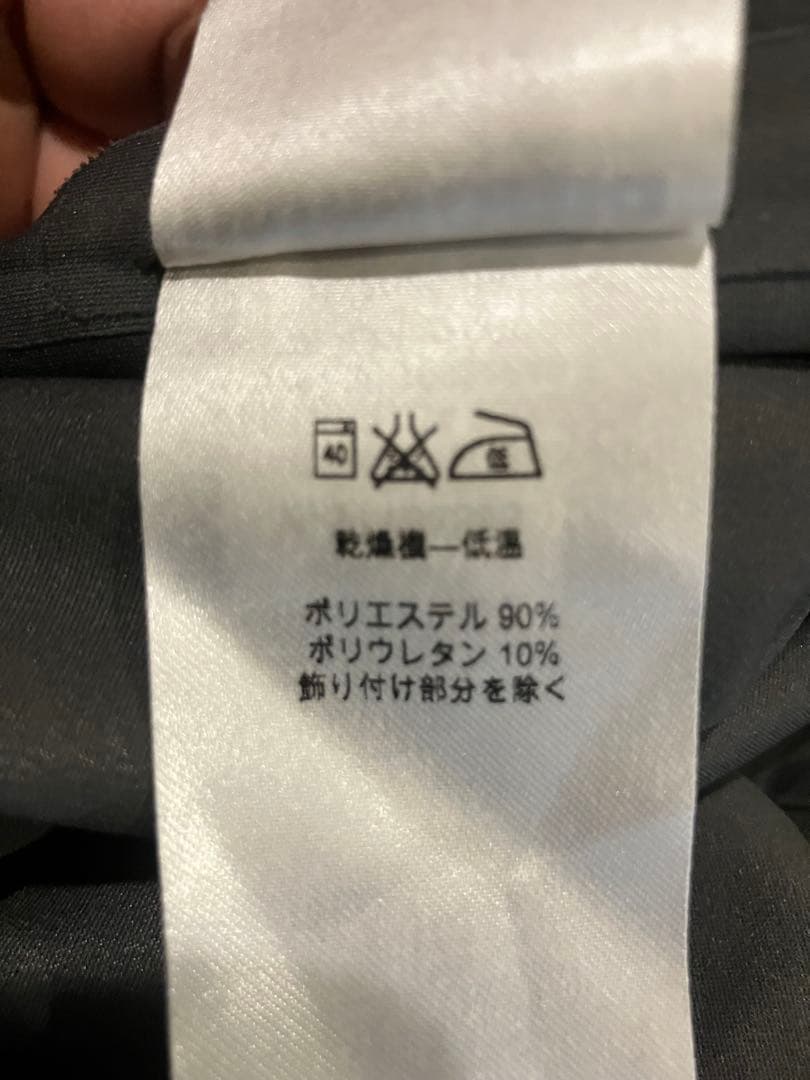 40
乾燥機—低温
ポリエステル 90%
ポリウレタン 10%
飾り付け部分を除く